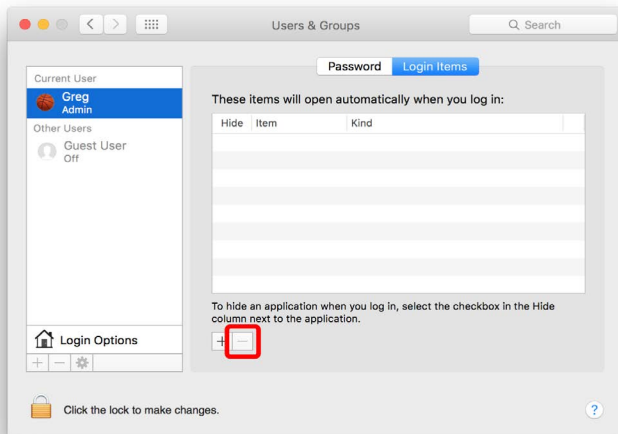 Users & Groups
Search
Password
Login Items
Current User
Greg
Admin
Other Users
Guest User
Off
These items will open automatically when you log in:
Hide Item Kind
To hide an application when you log in, select the checkbox in the Hide
column next to the application.
+ −
Login Options
+ −
Click the lock to make changes.
?